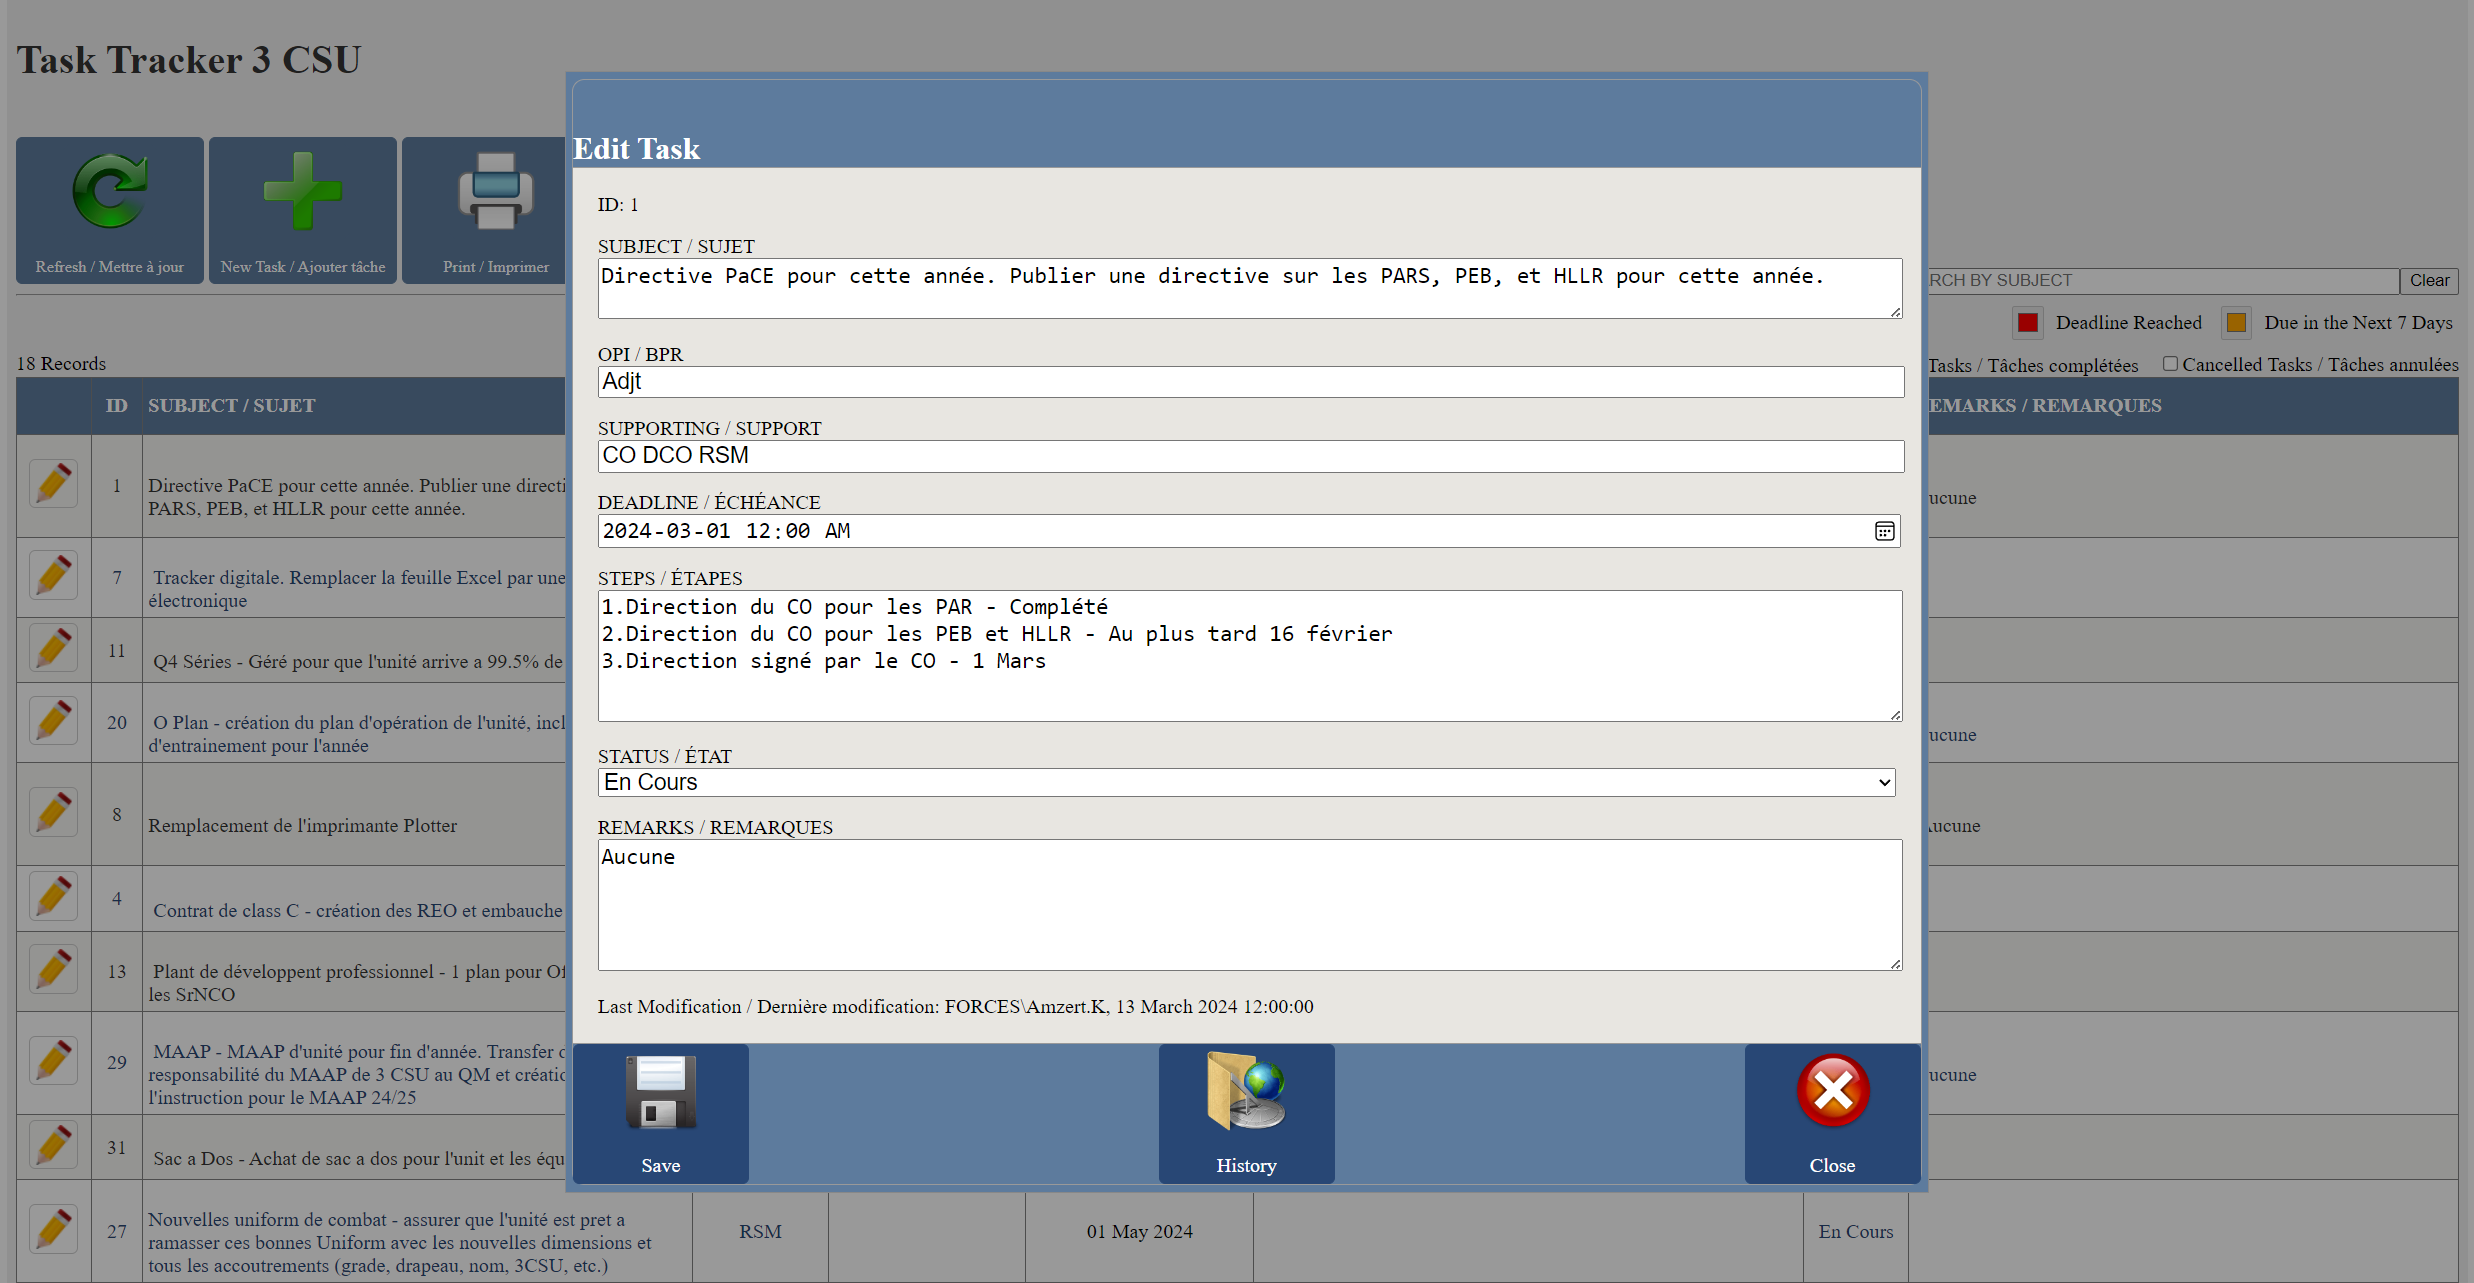 Task Tracker 3 CSU
Refresh / Mettre à jour
New Task / Ajouter tâche
Print / Imprimer
BY SUBJECT
Clear
Deadline Reached
Due in the Next 7 Days
18 Records
Tasks / Tâches complétées
Cancelled Tasks / Tâches annulées
ID
SUBJECT / SUJET
/ REMARQUES
1
Directive PaCE pour cette année. Publier une
PARS, PEB, et HLLR pour cette année.
7
Tracker digitale. Remplacer la feuille Excel par une
électronique
11
Q4 Séries - Géré pour que l'unité arrive a 99.5% de
20
O Plan - création du plan d'opération de l'unité,
d'entrainement pour l'année
8
Remplacement de l'imprimante Plotter
4
Contrat de class C - création des REO et embauche
13
Plant de développent professionnel - 1 plan pour
les SrNCO
29
MAAP - MAAP d'unité pour fin d'année. Transfer
responsabilité du MAAP de 3 CSU au QM et
l'instruction pour le MAAP 24/25
31
Sac a Dos - Achat de sac a dos pour l'unit et les
27
Nouvelles uniform de combat - assurer que l'unité est pret a
ramasser ces bonnes Uniform avec les nouvelles dimensions et
tous les accoutrements (grade, drapeau, nom, 3CSU, etc.)
RSM
01 May 2024
En Cours
Edit Task
ID: 1
SUBJECT / SUJET
Directive PaCE pour cette année. Publier une directive sur les PARS, PEB, et HLLR pour cette année.
OPI / BPR
Adjt
SUPPORTING / SUPPORT
CO DCO RSM
DEADLINE / ÉCHÉANCE
2024-03-01 12:00 AM
STEPS / ÉTAPES
1.Direction du CO pour les PAR - Complété
2.Direction du CO pour les PEB et HLLR - Au plus tard 16 février
3.Direction signé par le CO - 1 Mars
STATUS / ÉTAT
En Cours
REMARKS / REMARQUES
Aucune
Last Modification / Dernière modification: FORCES\Amzert.K, 13 March 2024 12:00:00
Save
History
Close